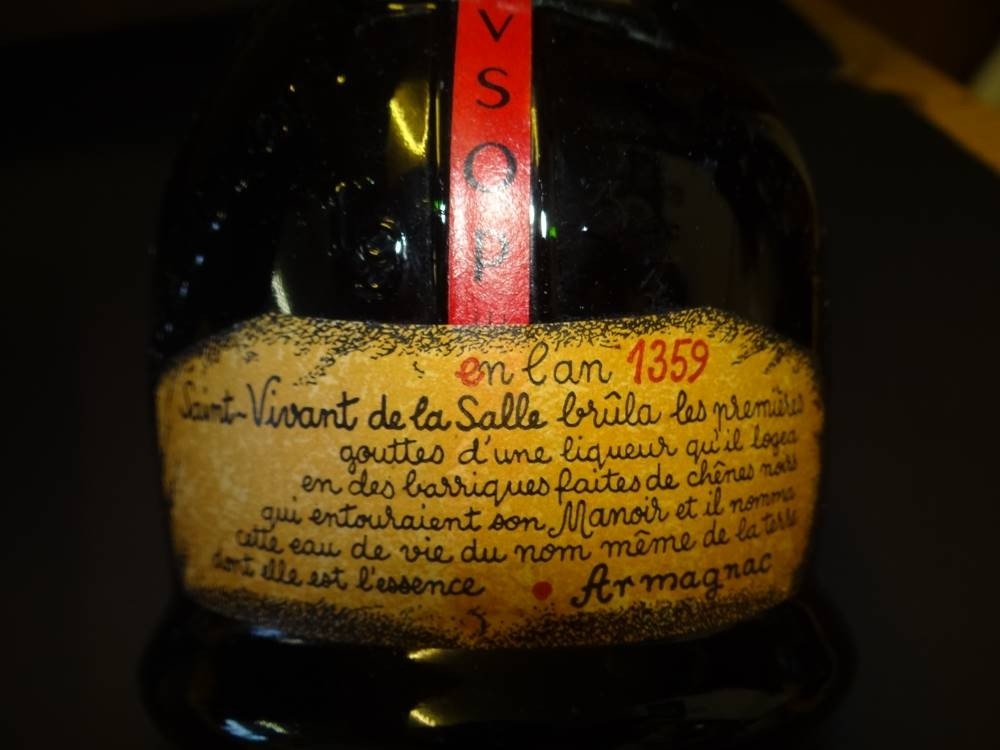 V
S
O
P
en l'an 1359
Saint-Vivant de la Salle brûla les premières
gouttes d'une liqueur qu'il logea
en des barriques faites de chênes noirs
qui entouraient son Manoir et il nomma
cette eau de vie du nom même de la terre
dont elle est l'essence • Armagnac